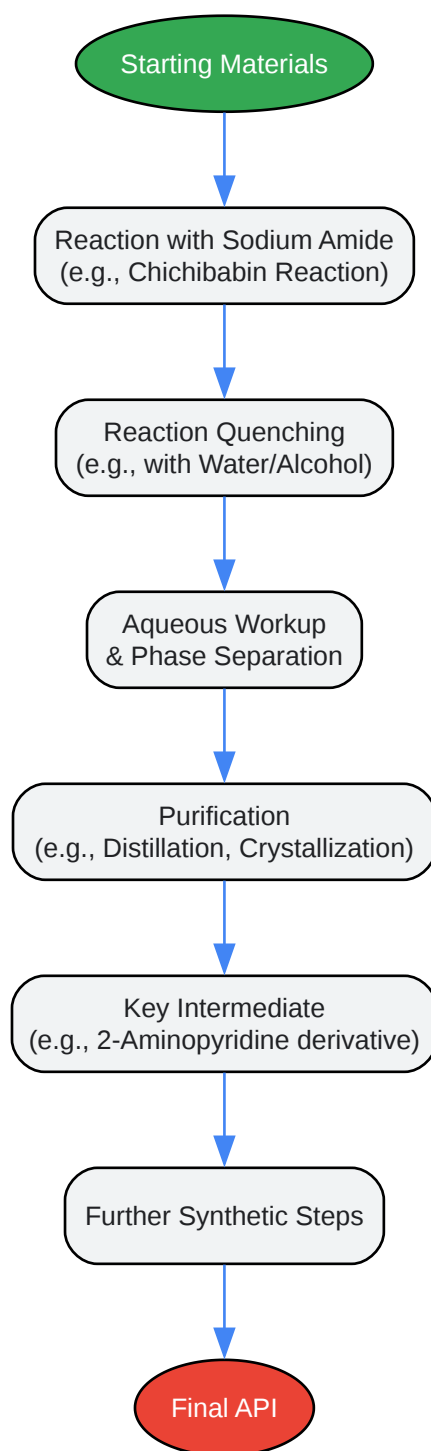 Starting Materials
Reaction with Sodium Amide
(e.g., Chichibabin Reaction)
Reaction Quenching
(e.g., with Water/Alcohol)
Aqueous Workup
& Phase Separation
Purification
(e.g., Distillation, Crystallization)
Key Intermediate
(e.g., 2-Aminopyridine derivative)
Further Synthetic Steps
Final API